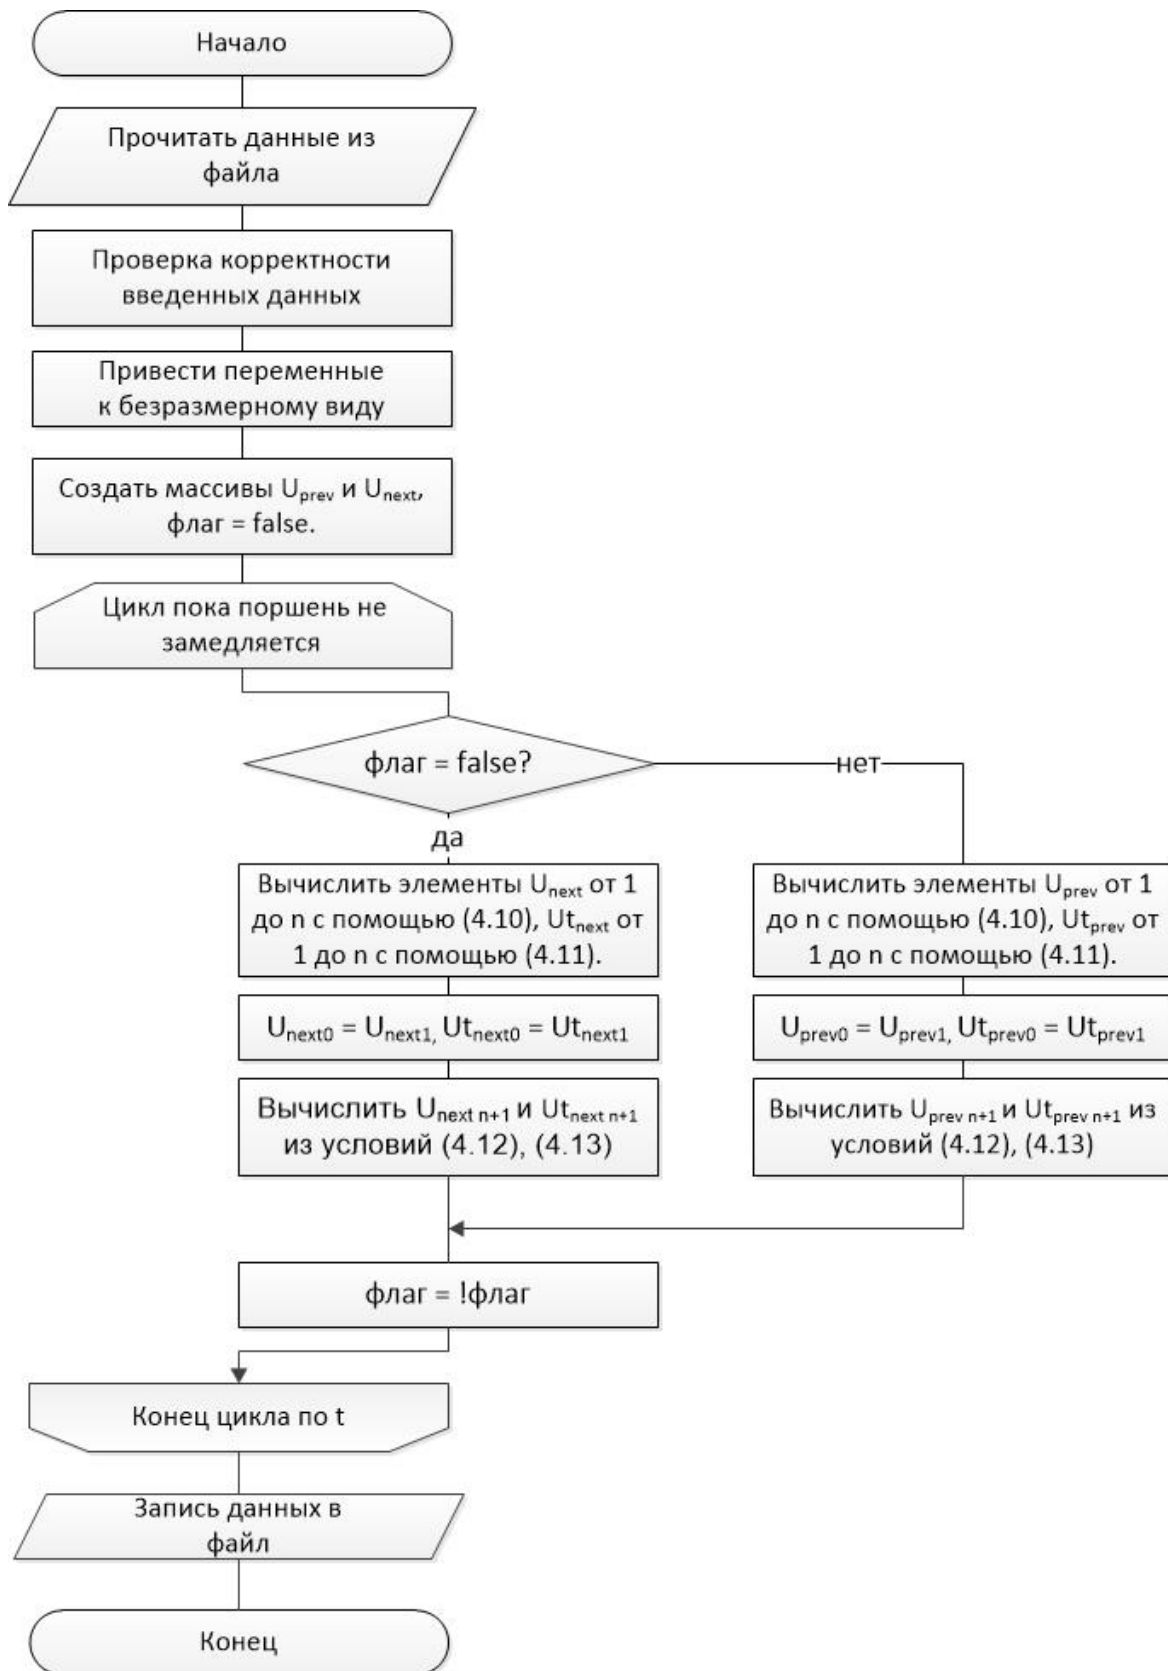 Начало
Прочитать данные из
файла
Проверка корректности
введенных данных
Привести переменные
к безразмерному виду
Создать массивы Uprev и Unext,
флаг = false.
Цикл пока поршень не
замедляется
флаг = false?
нет
да
Вычислить элементы Unext от 1
до n с помощью (4.10), Utnext от
1 до n с помощью (4.11).
Вычислить элементы Uprev от 1
до n с помощью (4.10), Utprev от
1 до n с помощью (4.11).
Unext0 = Unext1, Utnext0 = Utnext1
Uprev0 = Uprev1, Utprev0 = Utprev1
Вычислить Unext n+1 и Utnext n+1
из условий (4.12), (4.13)
Вычислить Uprev n+1 и Utprev n+1 из
условий (4.12), (4.13)
флаг = !флаг
Конец цикла по t
Запись данных в
файл
Конец